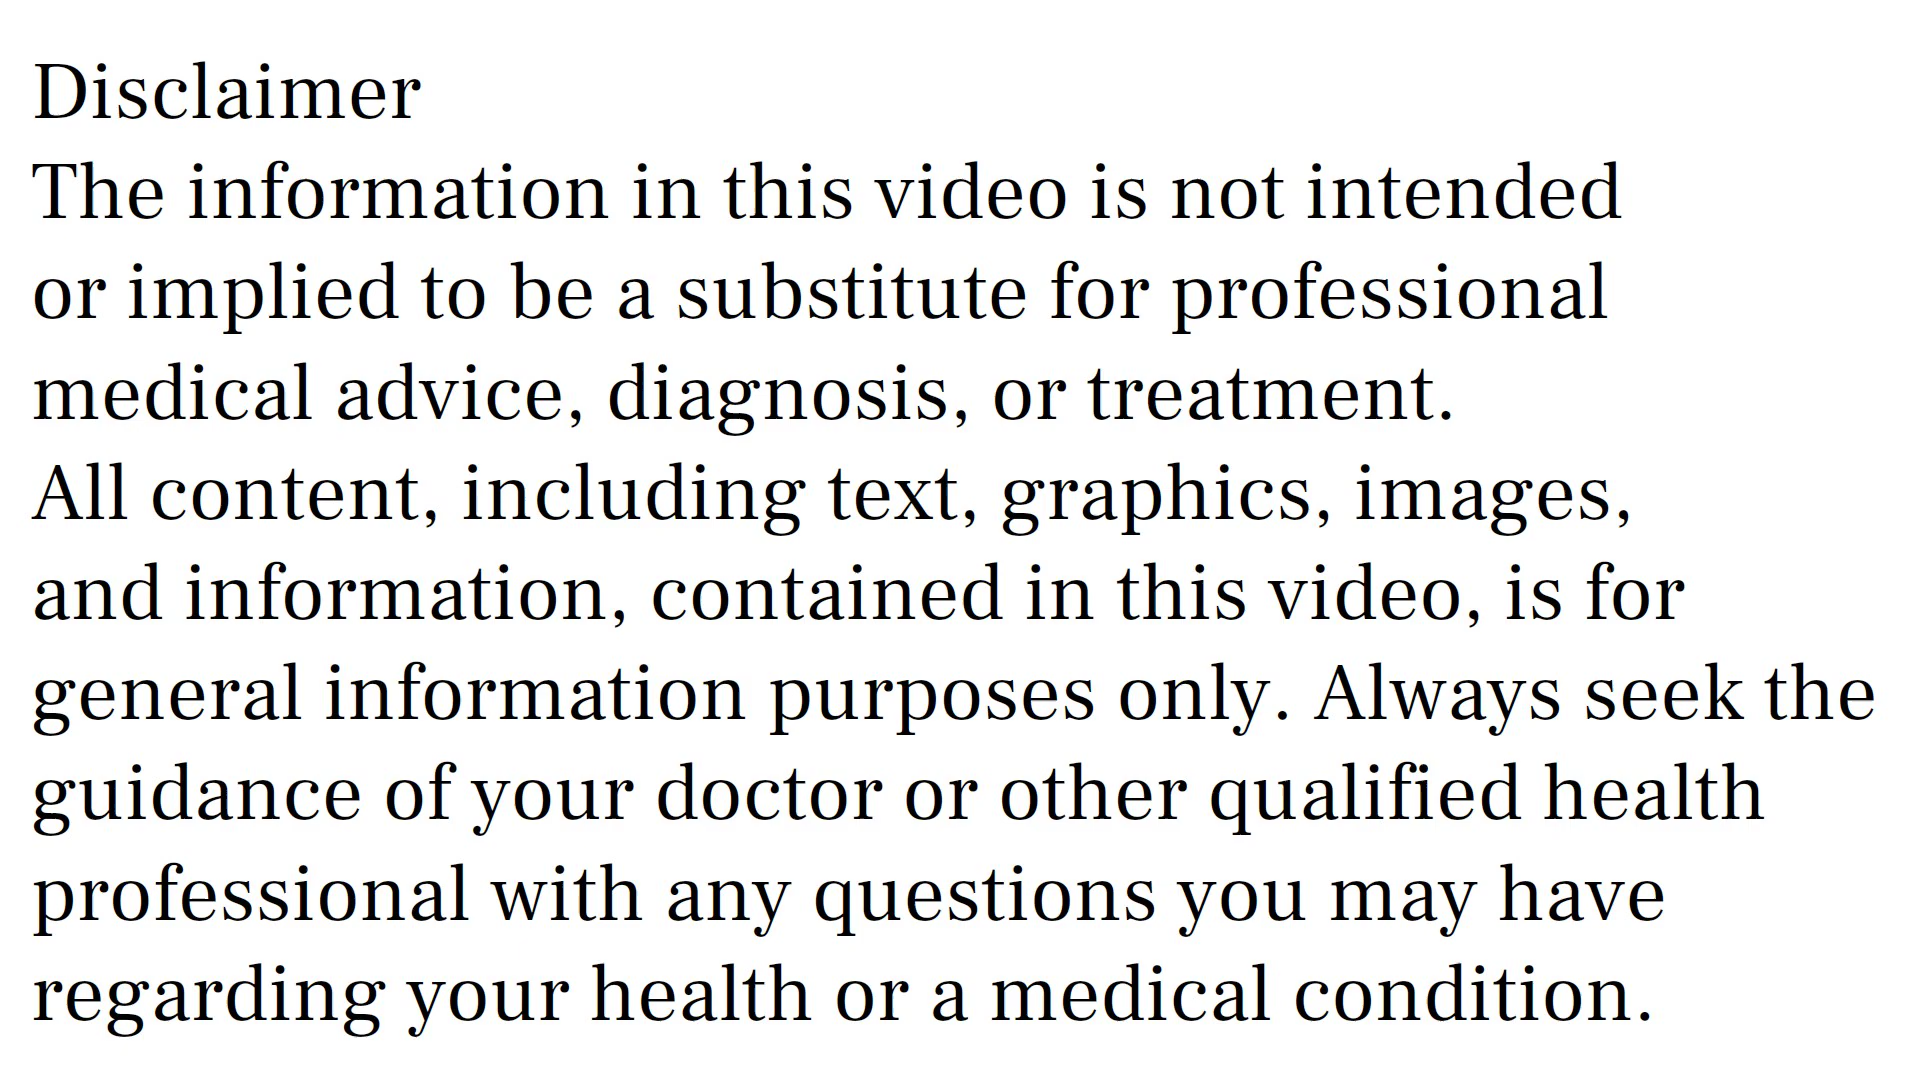 Disclaimer
The information in this video is not intended
or implied to be a substitute for professional
medical advice, diagnosis, or treatment.
All content, including text, graphics, images,
and information, contained in this video, is for
general information purposes only. Always seek the
guidance of your doctor or other qualified health
professional with any questions you may have
regarding your health or a medical condition.